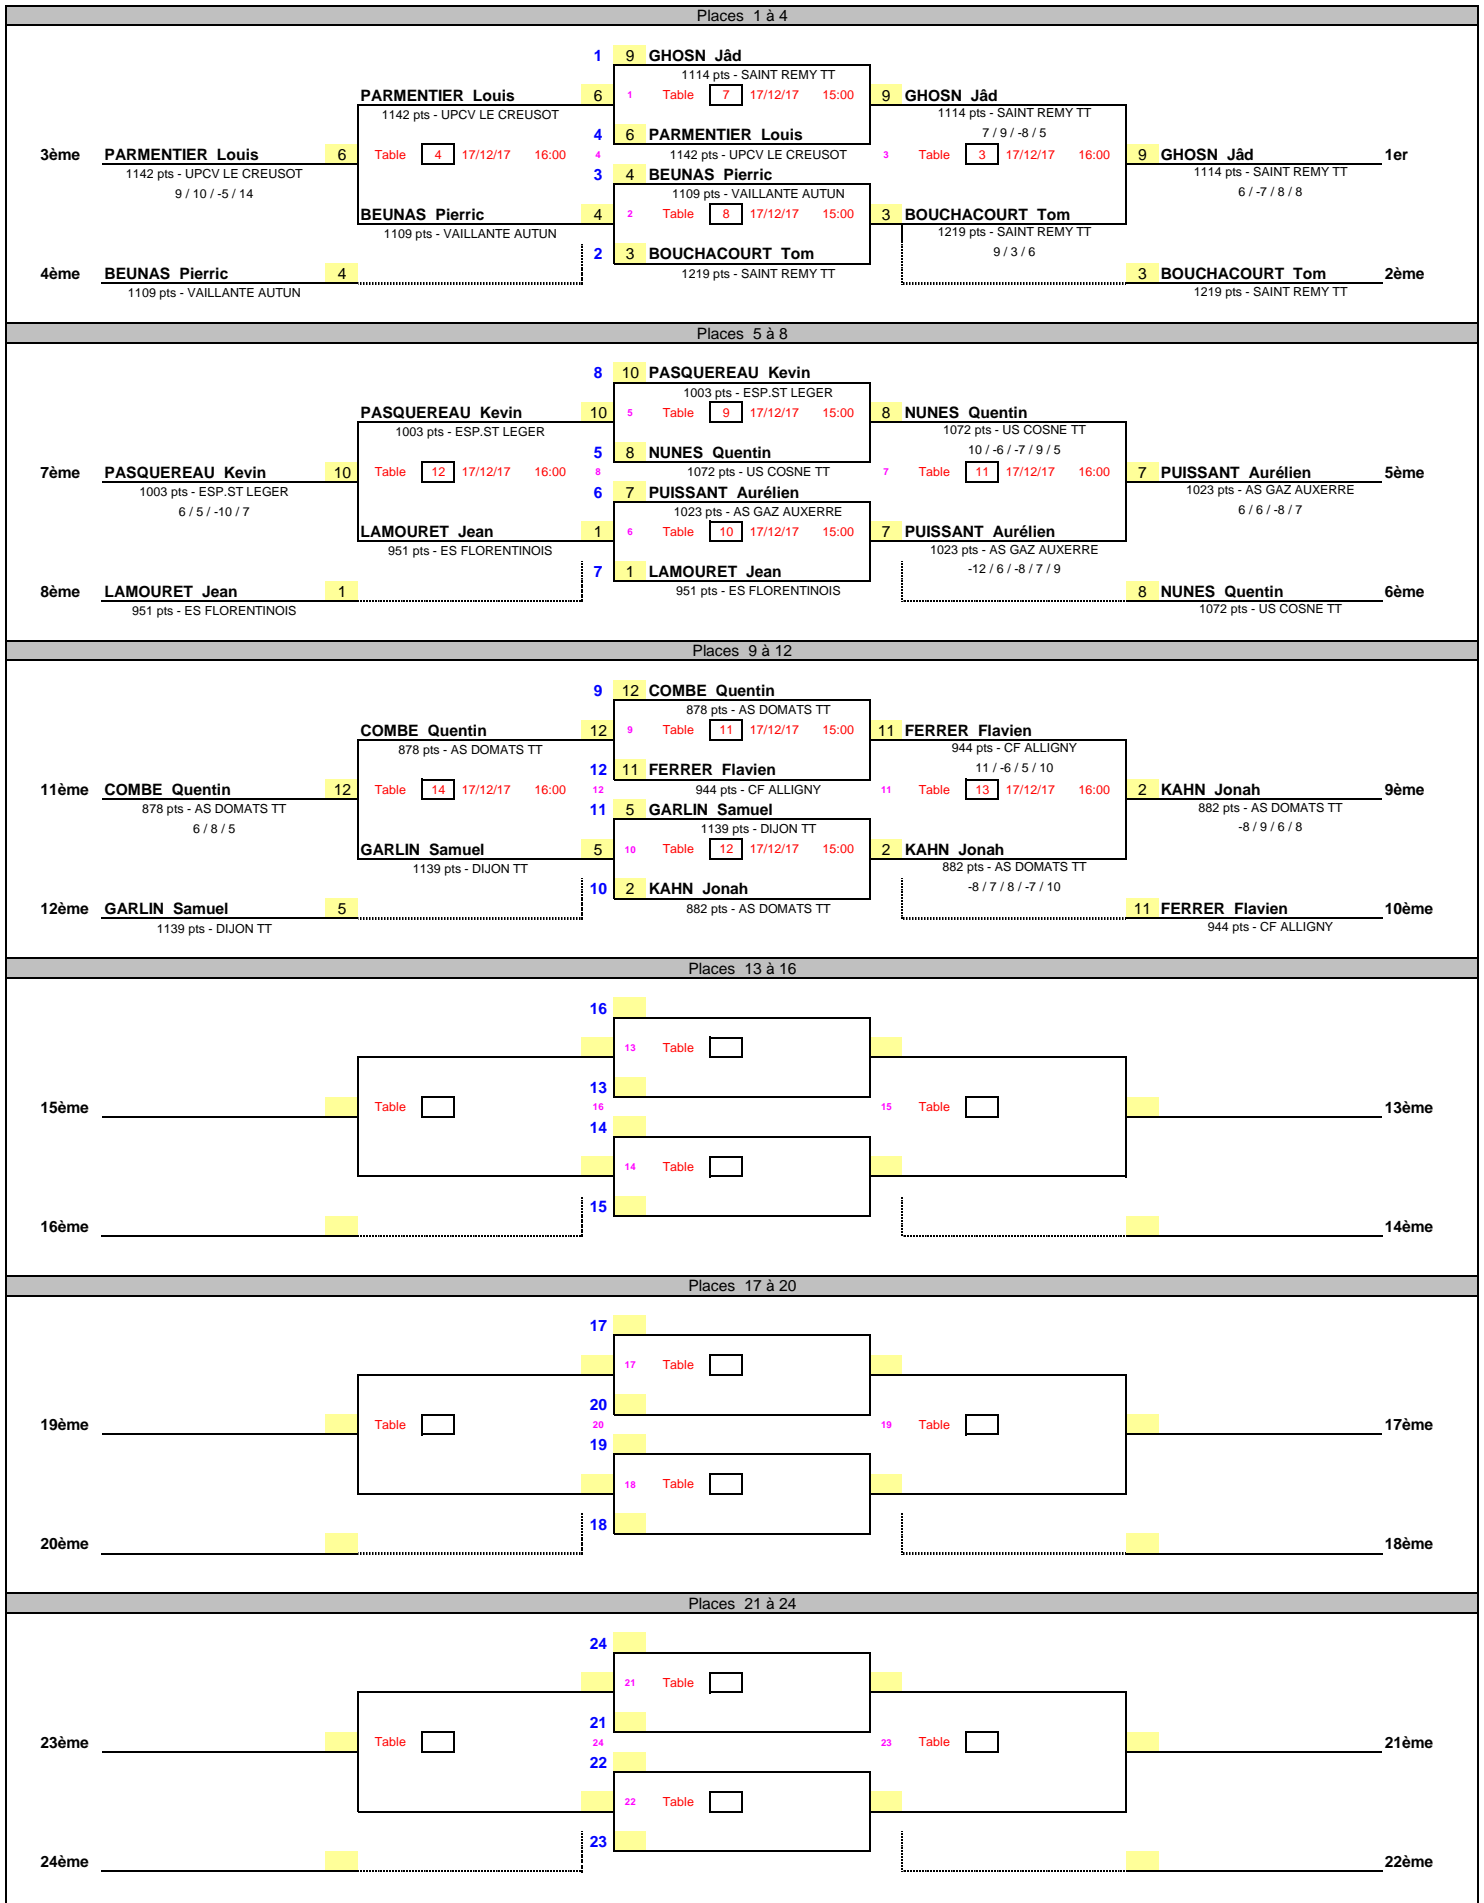 Places 1 à 4
1 9 GHOSN Jâd
1114 pts - SAINT REMY TT
PARMENTIER Louis 6 1 Table 7 17/12/17 15:00 9 GHOSN Jâd
1142 pts - UPCV LE CREUSOT 1114 pts - SAINT REMY TT
4 6 PARMENTIER Louis 7 / 9 / -8 / 5
3ème PARMENTIER Louis 6 Table 4 17/12/17 16:00 4 1142 pts - UPCV LE CREUSOT 3 Table 3 17/12/17 16:00 9 GHOSN Jâd 1er
1142 pts - UPCV LE CREUSOT 3 4 BEUNAS Pierric 1114 pts - SAINT REMY TT
9 / 10 / -5 / 14 1109 pts - VAILLANTE AUTUN 6 / -7 / 8 / 8
BEUNAS Pierric 4 2 Table 8 17/12/17 15:00 3 BOUCHACOURT Tom
1109 pts - VAILLANTE AUTUN 1219 pts - SAINT REMY TT
2 3 BOUCHACOURT Tom 9 / 3 / 6
4ème BEUNAS Pierric 4 1219 pts - SAINT REMY TT 3 BOUCHACOURT Tom 2ème
1109 pts - VAILLANTE AUTUN 1219 pts - SAINT REMY TT
Places 5 à 8
8 10 PASQUEREAU Kevin
1003 pts - ESP.ST LEGER
PASQUEREAU Kevin 10 5 Table 9 17/12/17 15:00 8 NUNES Quentin
1003 pts - ESP.ST LEGER 1072 pts - US COSNE TT
5 8 NUNES Quentin 10 / -6 / -7 / 9 / 5
7ème PASQUEREAU Kevin 10 Table 12 17/12/17 16:00 8 1072 pts - US COSNE TT 7 Table 11 17/12/17 16:00 7 PUISSANT Aurélien 5ème
1003 pts - ESP.ST LEGER 6 7 PUISSANT Aurélien 1023 pts - AS GAZ AUXERRE
6 / 5 / -10 / 7 1023 pts - AS GAZ AUXERRE 6 / 6 / -8 / 7
LAMOURET Jean 1 6 Table 10 17/12/17 15:00 7 PUISSANT Aurélien
951 pts - ES FLORENTINOIS 1023 pts - AS GAZ AUXERRE
7 1 LAMOURET Jean -12 / 6 / -8 / 7 / 9
8ème LAMOURET Jean 1 951 pts - ES FLORENTINOIS 8 NUNES Quentin 6ème
951 pts - ES FLORENTINOIS 1072 pts - US COSNE TT
Places 9 à 12
9 12 COMBE Quentin
878 pts - AS DOMATS TT
COMBE Quentin 12 9 Table 11 17/12/17 15:00 11 FERRER Flavien
878 pts - AS DOMATS TT 944 pts - CF ALLIGNY
12 11 FERRER Flavien 11 / -6 / 5 / 10
11ème COMBE Quentin 12 Table 14 17/12/17 16:00 12 944 pts - CF ALLIGNY 11 Table 13 17/12/17 16:00 2 KAHN Jonah 9ème
878 pts - AS DOMATS TT 11 5 GARLIN Samuel 882 pts - AS DOMATS TT
6 / 8 / 5 1139 pts - DIJON TT -8 / 9 / 6 / 8
GARLIN Samuel 5 10 Table 12 17/12/17 15:00 2 KAHN Jonah
1139 pts - DIJON TT 882 pts - AS DOMATS TT
10 2 KAHN Jonah -8 / 7 / 8 / -7 / 10
12ème GARLIN Samuel 5 882 pts - AS DOMATS TT 11 FERRER Flavien 10ème
1139 pts - DIJON TT 944 pts - CF ALLIGNY
Places 13 à 16
16
13 Table
13
15ème Table 16 15 Table 13ème
14
14 Table
15
16ème 14ème
Places 17 à 20
17
17 Table
20
19ème Table 20 19 Table 17ème
19
18 Table
18
20ème 18ème
Places 21 à 24
24
21 Table
21
23ème Table 24 23 Table 21ème
22
22 Table
23
24ème 22ème